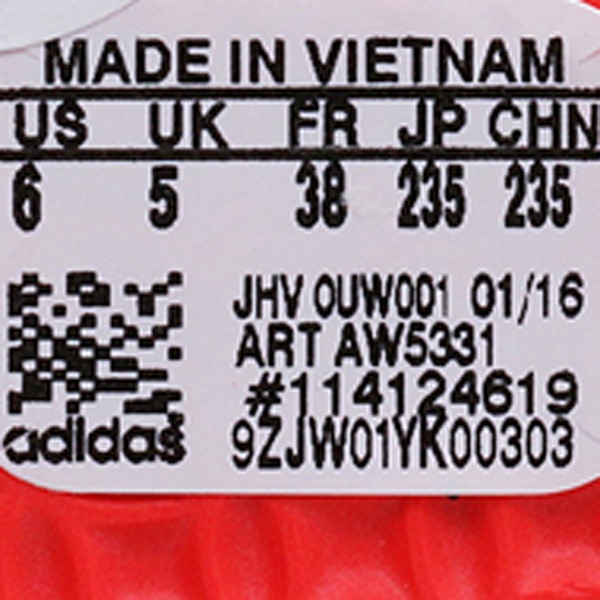 MADE IN VIETNAM
US UK FR JP CHN
6 5 38 235 235
JHV 0UW001 01/16
ART AW5331
#114124619
adidas 9ZJW01YK00303